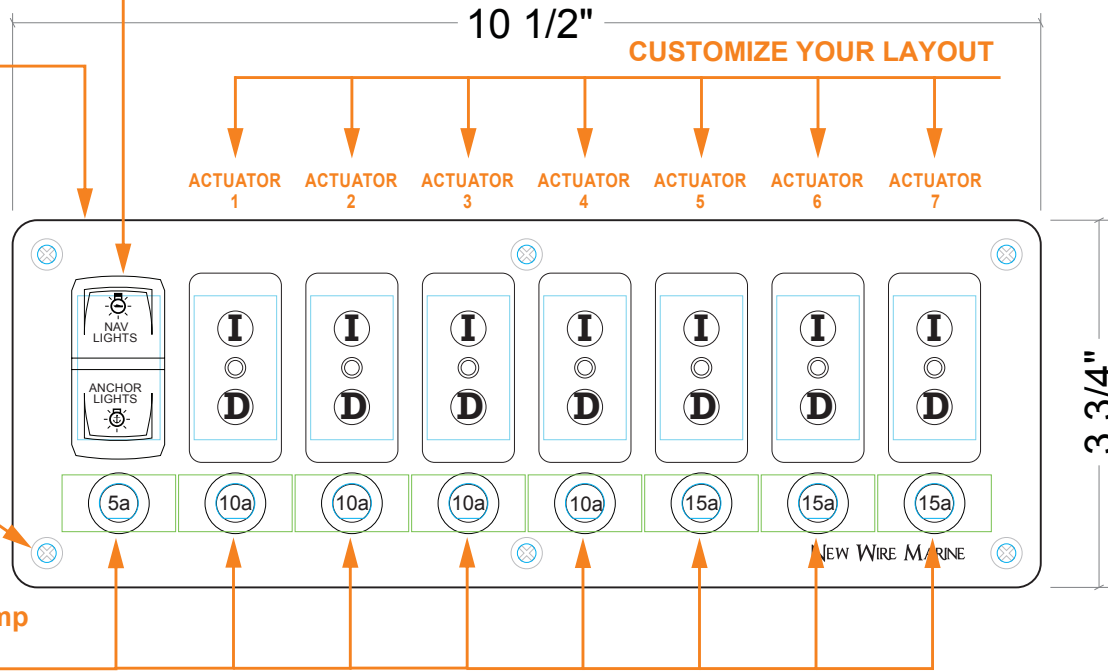 10 1/2"
CUSTOMIZE YOUR LAYOUT
ACTUATOR 1
ACTUATOR 2
ACTUATOR 3
ACTUATOR 4
ACTUATOR 5
ACTUATOR 6
ACTUATOR 7
NAV
LIGHTS
ANCHOR
LIGHTS
I I I I I I I
D D D D D D D
3 3/4"
5a 10a 10a 10a 10a 15a 15a 15a
NEW WIRE MARINE